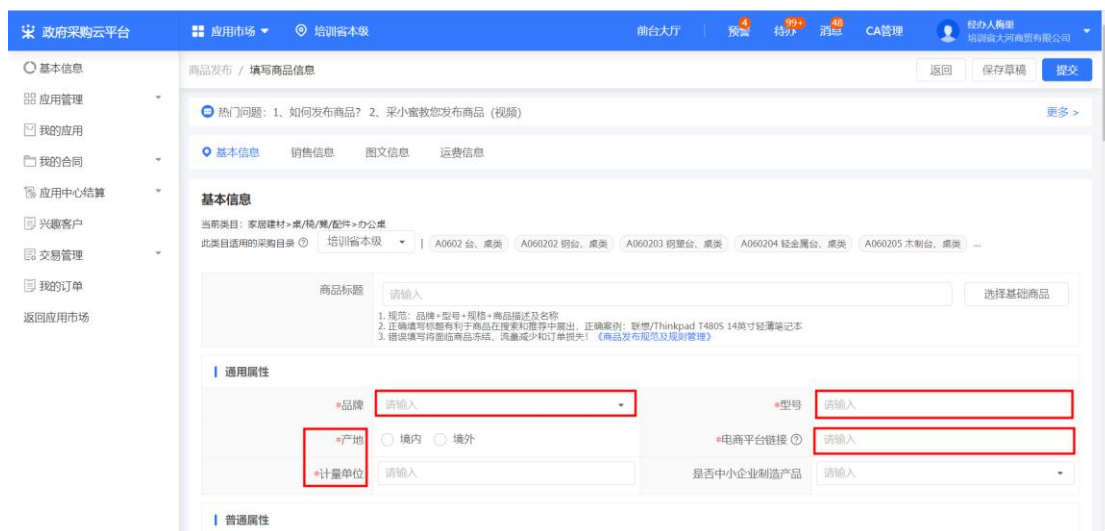 政府采购云平台
应用市场
培训省本级
前台大厅
预警 4
待办 99+
消息 48
CA管理
经办人梅里
培训省大河商贸有限公司
基本信息
应用管理
我的应用
我的合同
应用中心结算
兴趣客户
交易管理
我的订单
返回应用市场
商品发布 / 填写商品信息
返回
保存草稿
提交
热门问题：1、如何发布商品？ 2、采小蜜教您发布商品（视频）
更多 >
基本信息 销售信息 图文信息 运费信息
基本信息
当前类目：家居建材>桌/椅/凳/配件>办公桌
此类目适用的采购目录 培训省本级 | A0602 台、桌类 A060202 钢台、桌类 A060203 钢塑台、桌类 A060204 轻金属台、桌类 A060205 木制台、桌类 ...
商品标题 请输入 选择基础商品
1. 规范：品牌+型号+规格+商品描述及名称
2. 正确填写标题有利于商品在搜索和推荐中展出，正确案例：联想/Thinkpad T480S 14英寸轻薄笔记本
3. 错误填写将面临商品冻结、流量减少和订单损失！《商品发布规范及规则管理》
通用属性
*品牌 请输入 *型号 请输入
*产地 境内 境外 *电商平台链接 请输入
*计量单位 请输入 是否中小企业制造产品 请输入
普通属性